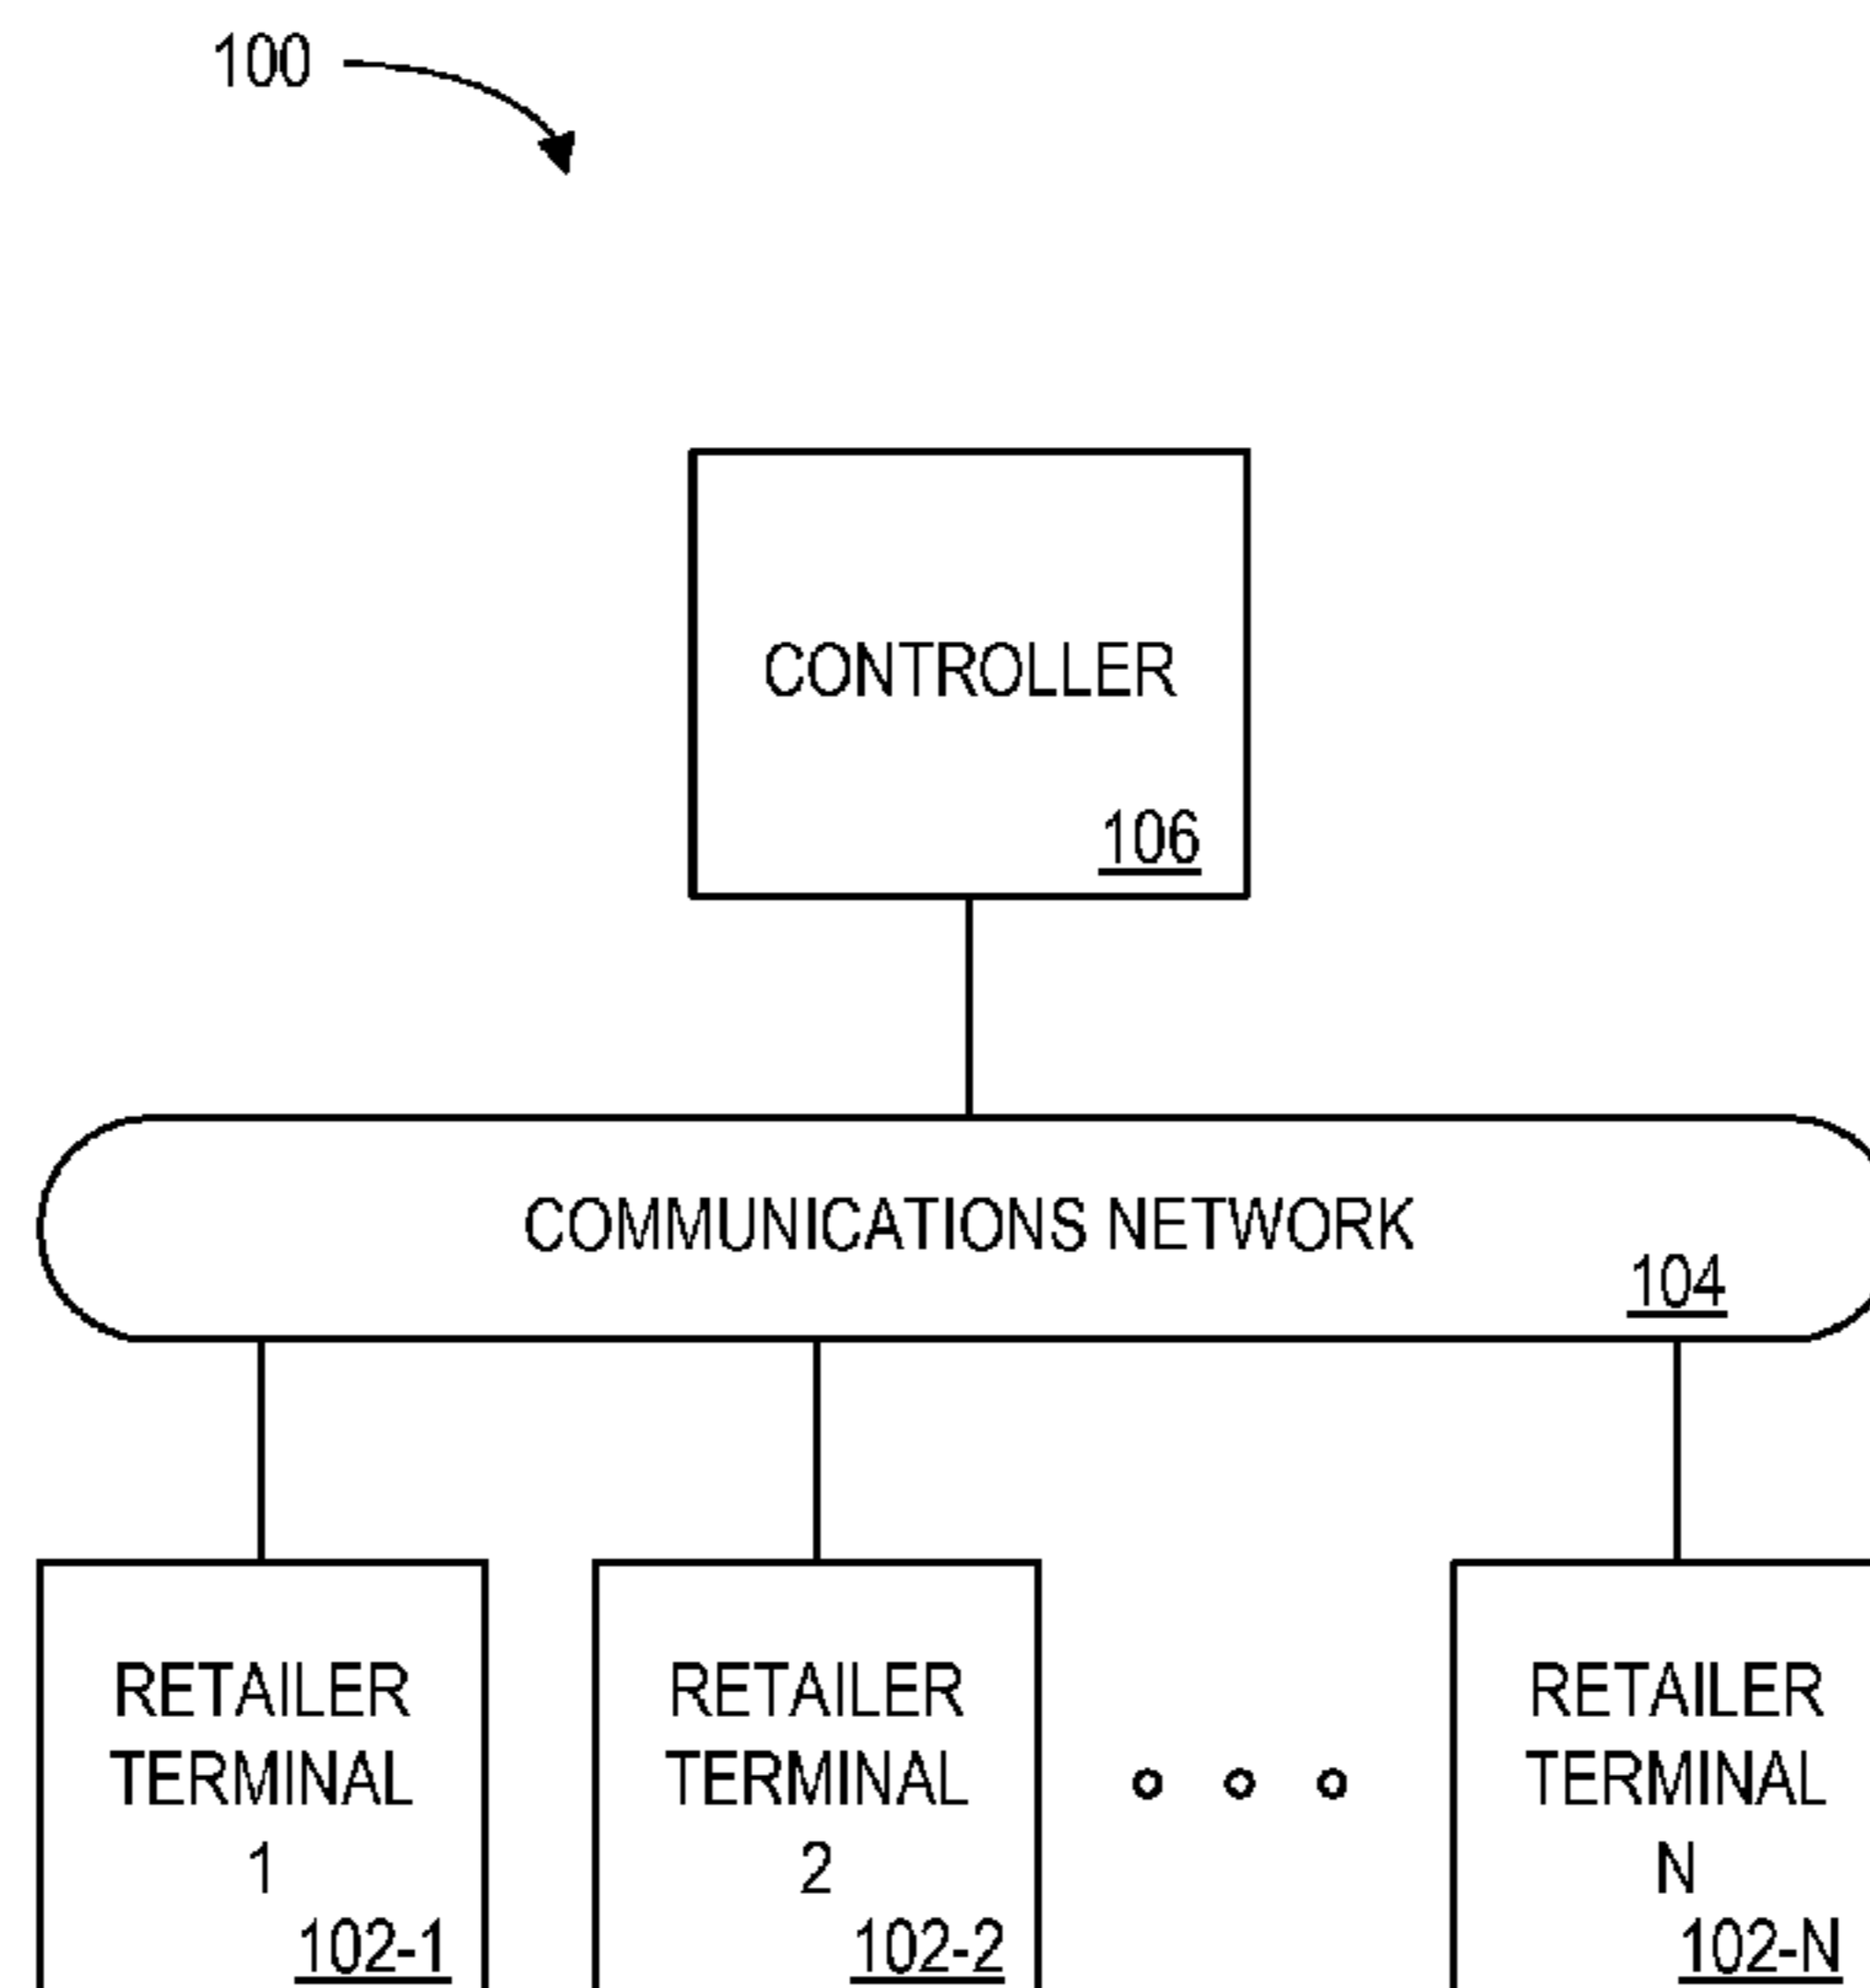 100
CONTROLLER
106
COMMUNICATIONS NETWORK
104
RETAILER
TERMINAL
1
102-1
RETAILER
TERMINAL
2
102-2
RETAILER
TERMINAL
N
102-N